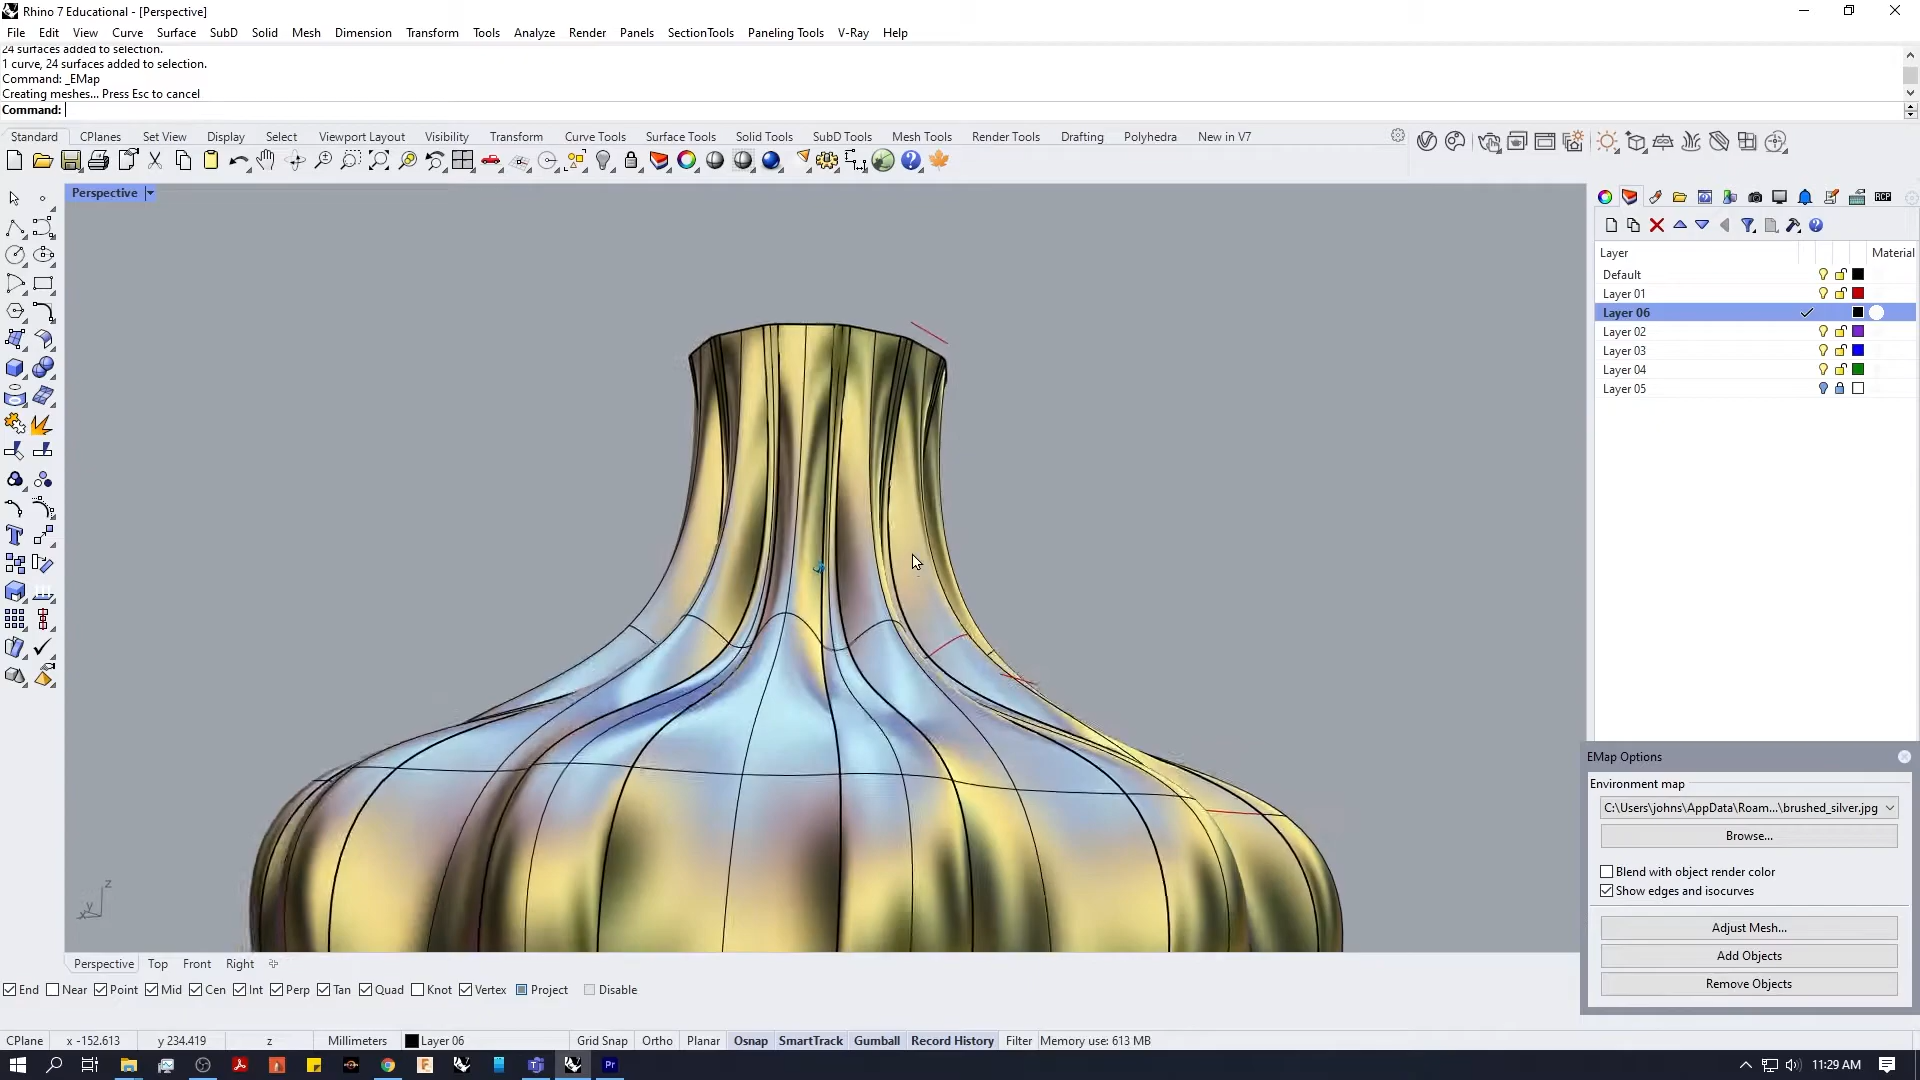 Rhino 7 Educational - [Perspective]
File Edit View Curve Surface SubD Solid Mesh Dimension Transform Tools Analyze Render Panels SectionTools Paneling Tools V-Ray Help
24 surfaces added to selection.
1 curve, 24 surfaces added to selection.
Command: _EMap
Creating meshes... Press Esc to cancel
Command:
Standard CPlanes Set View Display Select Viewport Layout Visibility Transform Curve Tools Surface Tools Solid Tools SubD Tools Mesh Tools Render Tools Drafting Polyhedra New in V7
Perspective
RCP
Layer Material
Default
Layer 01
Layer 06
Layer 02
Layer 03
Layer 04
Layer 05
EMap Options
Environment map
C:\Users\johns\AppData\Roam...\brushed_silver.jpg
Browse...
Blend with object render color
Show edges and isocurves
Adjust Mesh...
Add Objects
Remove Objects
z
y
x
Perspective Top Front Right
End Near Point Mid Cen Int Perp Tan Quad Knot Vertex Project Disable
CPlane x -152.613 y 234.419 z Millimeters Layer 06 Grid Snap Ortho Planar Osnap SmartTrack Gumball Record History Filter Memory use: 613 MB
Pr 11:29 AM